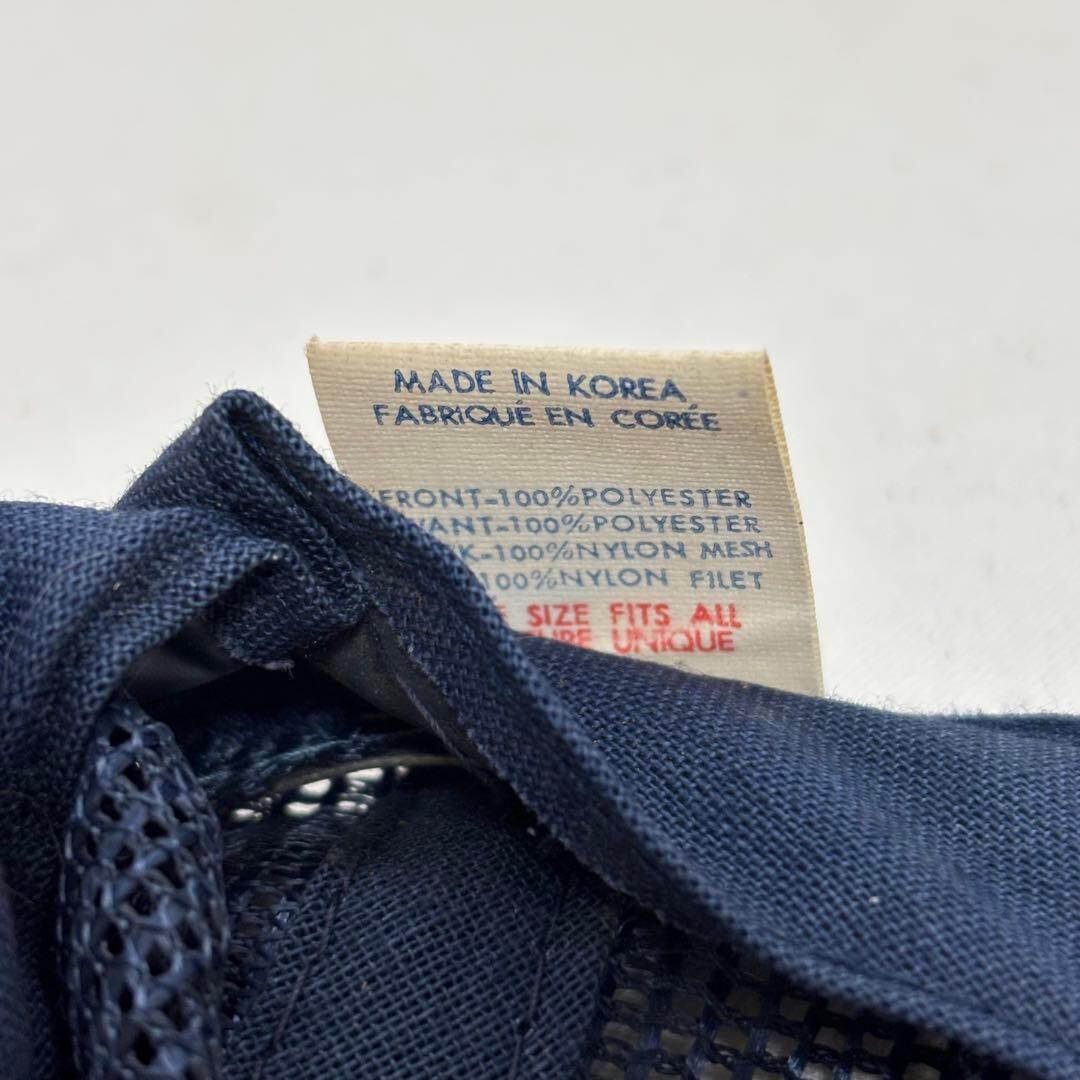 MADE IN KOREA
FABRIQUÉ EN CORÉE
FRONT-100%POLYESTER
-100%POLYESTER
-100%NYLON MESH
100%NYLON FILET
SIZE FITS ALL
UNIQUE